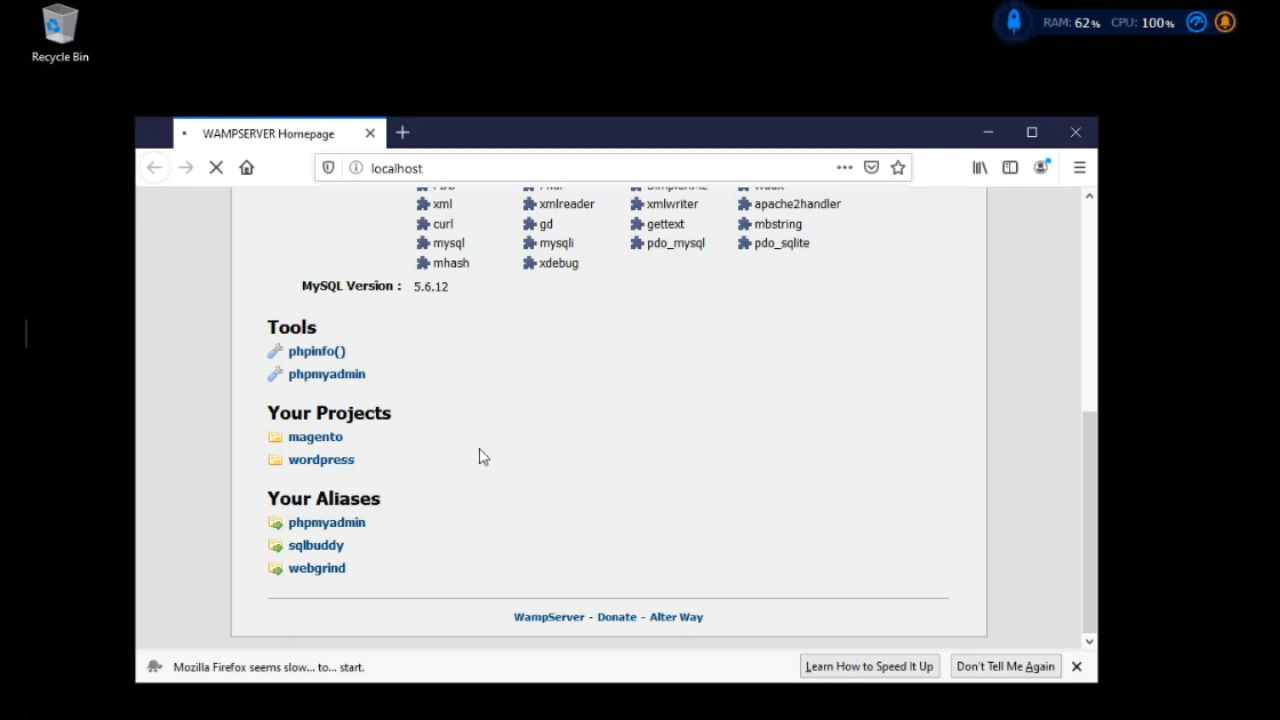 Recycle Bin
RAM: 62% CPU: 100%
WAMPSERVER Homepage
localhost
xml xmlreader xmlwriter apache2handler
curl gd gettext mbstring
mysql mysqli pdo_mysql pdo_sqlite
mhash xdebug
MySQL Version : 5.6.12
Tools
phpinfo()
phpmyadmin
Your Projects
magento
wordpress
Your Aliases
phpmyadmin
sqlbuddy
webgrind
WampServer - Donate - Alter Way
Mozilla Firefox seems slow... to... start. Learn How to Speed It Up Don't Tell Me Again